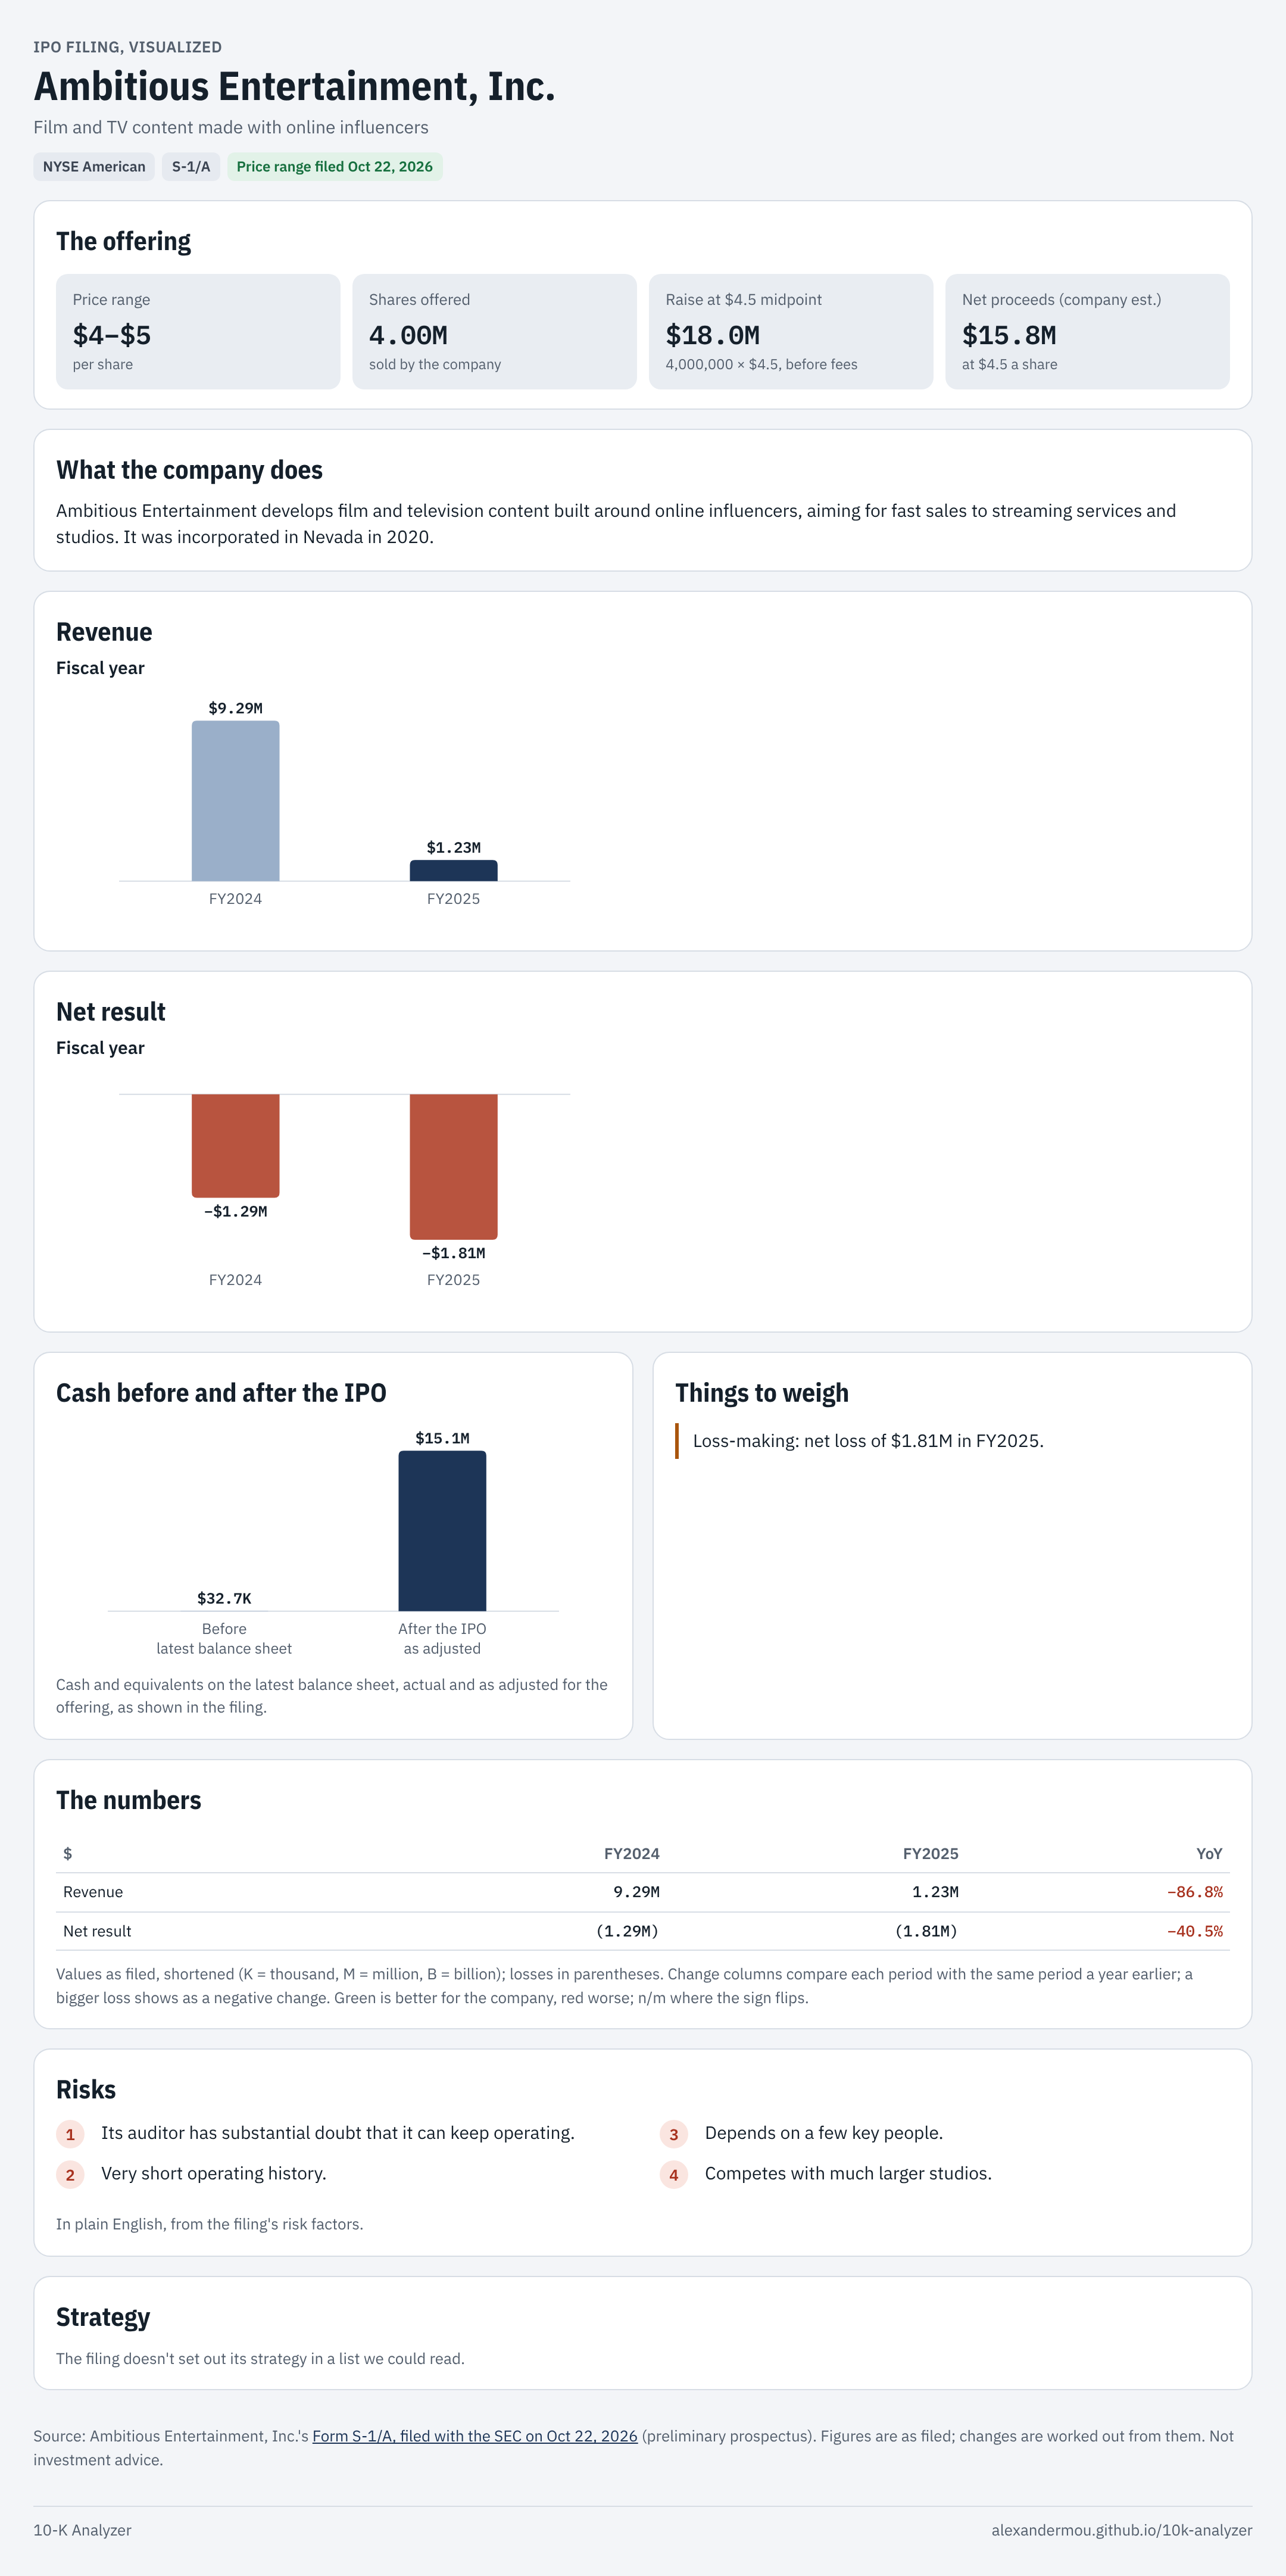 IPO FILING, VISUALIZED
Ambitious Entertainment, Inc.
Film and TV content made with online influencers
NYSE American
S-1/A
Price range filed Oct 22, 2026
The offering
Price range
$4–$5
per share
Shares offered
4.00M
sold by the company
Raise at $4.5 midpoint
$18.0M
4,000,000 × $4.5, before fees
Net proceeds (company est.)
$15.8M
at $4.5 a share
What the company does
Ambitious Entertainment develops film and television content built around online influencers, aiming for fast sales to streaming services and
studios. It was incorporated in Nevada in 2020.
Revenue
Fiscal year
$9.29M
$1.23M
FY2024
FY2025
Net result
Fiscal year
−$1.29M
−$1.81M
FY2024
FY2025
Cash before and after the IPO
$15.1M
$32.7K
Before
latest balance sheet
After the IPO
as adjusted
Cash and equivalents on the latest balance sheet, actual and as adjusted for the
offering, as shown in the filing.
Things to weigh
Loss-making: net loss of $1.81M in FY2025.
The numbers
$ FY2024 FY2025 YoY
Revenue 9.29M 1.23M −86.8%
Net result (1.29M) (1.81M) −40.5%
Values as filed, shortened (K = thousand, M = million, B = billion); losses in parentheses. Change columns compare each period with the same period a year earlier; a
bigger loss shows as a negative change. Green is better for the company, red worse; n/m where the sign flips.
Risks
1 Its auditor has substantial doubt that it can keep operating.
2 Very short operating history.
3 Depends on a few key people.
4 Competes with much larger studios.
In plain English, from the filing's risk factors.
Strategy
The filing doesn't set out its strategy in a list we could read.
Source: Ambitious Entertainment, Inc.'s Form S-1/A, filed with the SEC on Oct 22, 2026 (preliminary prospectus). Figures are as filed; changes are worked out from them. Not
investment advice.
10-K Analyzer
alexandermou.github.io/10k-analyzer